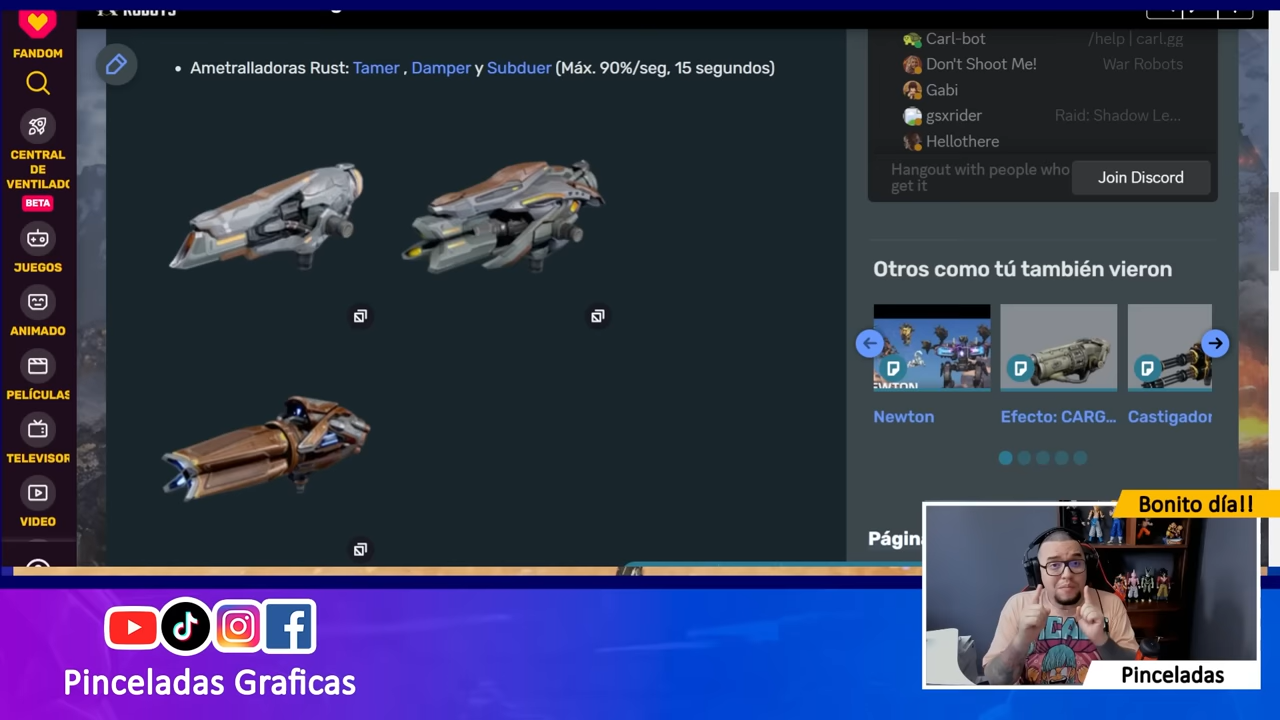 ROBOTS
FANDOM
CENTRAL
DE
VENTILADO
BETA
JUEGOS
ANIMADO
PELÍCULAS
TELEVISOR
VIDEO
Ametralladoras Rust: Tamer , Damper y Subduer (Máx. 90%/seg, 15 segundos)
Carl-bot /help | carl.gg
Don't Shoot Me! War Robots
Gabi
gsxrider Raid: Shadow Le...
Hellothere
Hangout with people who
get it
Join Discord
Otros como tú también vieron
EWTON
Newton
Efecto: CARG...
Castigador
Págin
Bonito día!!
Pinceladas
Pinceladas Graficas